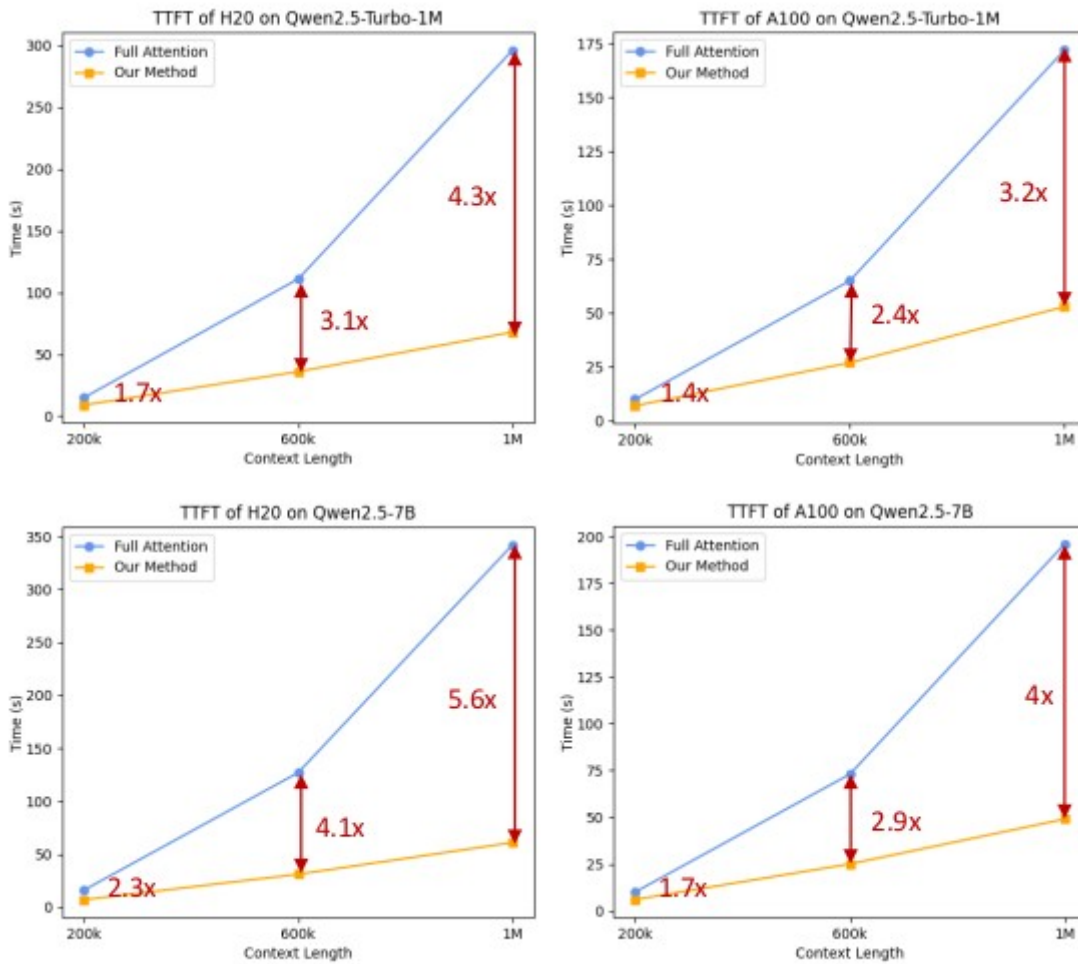 TTFT of H20 on Qwen2.5-Turbo-1M
Full Attention
Our Method
300
250
200
150
100
50
0
Time (s)
4.3x
3.1x
1.7x
200k
600k
1M
Context Length
TTFT of A100 on Qwen2.5-Turbo-1M
Full Attention
Our Method
175
150
125
100
75
50
25
0
Time (s)
3.2x
2.4x
1.4x
200k
600k
1M
Context Length
TTFT of H20 on Qwen2.5-7B
Full Attention
Our Method
350
300
250
200
150
100
50
0
Time (s)
5.6x
4.1x
2.3x
200k
600k
1M
Context Length
TTFT of A100 on Qwen2.5-7B
Full Attention
Our Method
200
175
150
125
100
75
50
25
0
Time (s)
4x
2.9x
1.7x
200k
600k
1M
Context Length